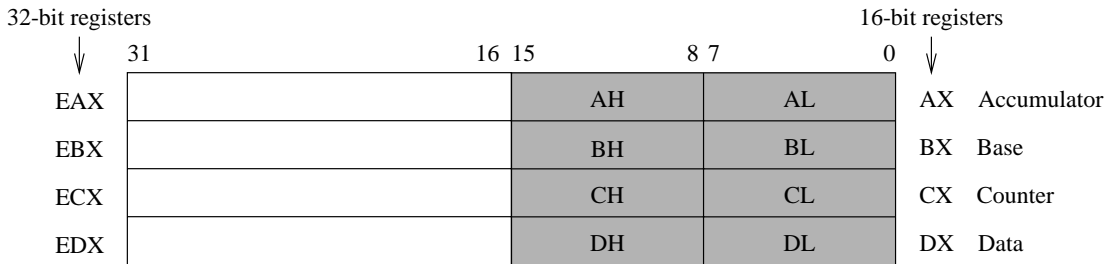 32-bit registers 16-bit registers
31 16 15 8 7 0
EAX AH AL AX Accumulator
EBX BH BL BX Base
ECX CH CL CX Counter
EDX DH DL DX Data